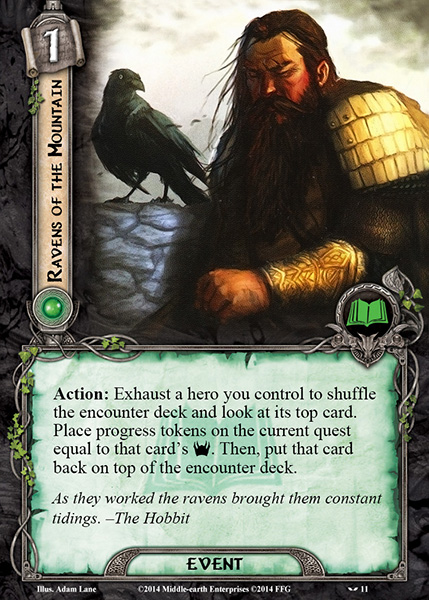 1
RAVENS OF THE MOUNTAIN
Action: Exhaust a hero you control to shuffle
the encounter deck and look at its top card.
Place progress tokens on the current quest
equal to that card's . Then, put that card
back on top of the encounter deck.
As they worked the ravens brought them constant
tidings. –The Hobbit
EVENT
Illus. Adam Lane ©2014 Middle-earth Enterprises ©2014 FFG 11